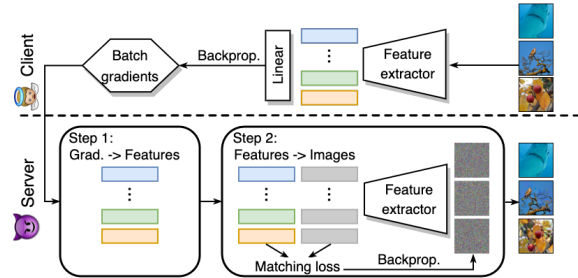 Client
Batch
gradients
Backprop.
Linear
Feature
extractor
Server
Step 1:
Grad. -> Features
Step 2:
Features -> Images
Feature
extractor
Matching loss
Backprop.